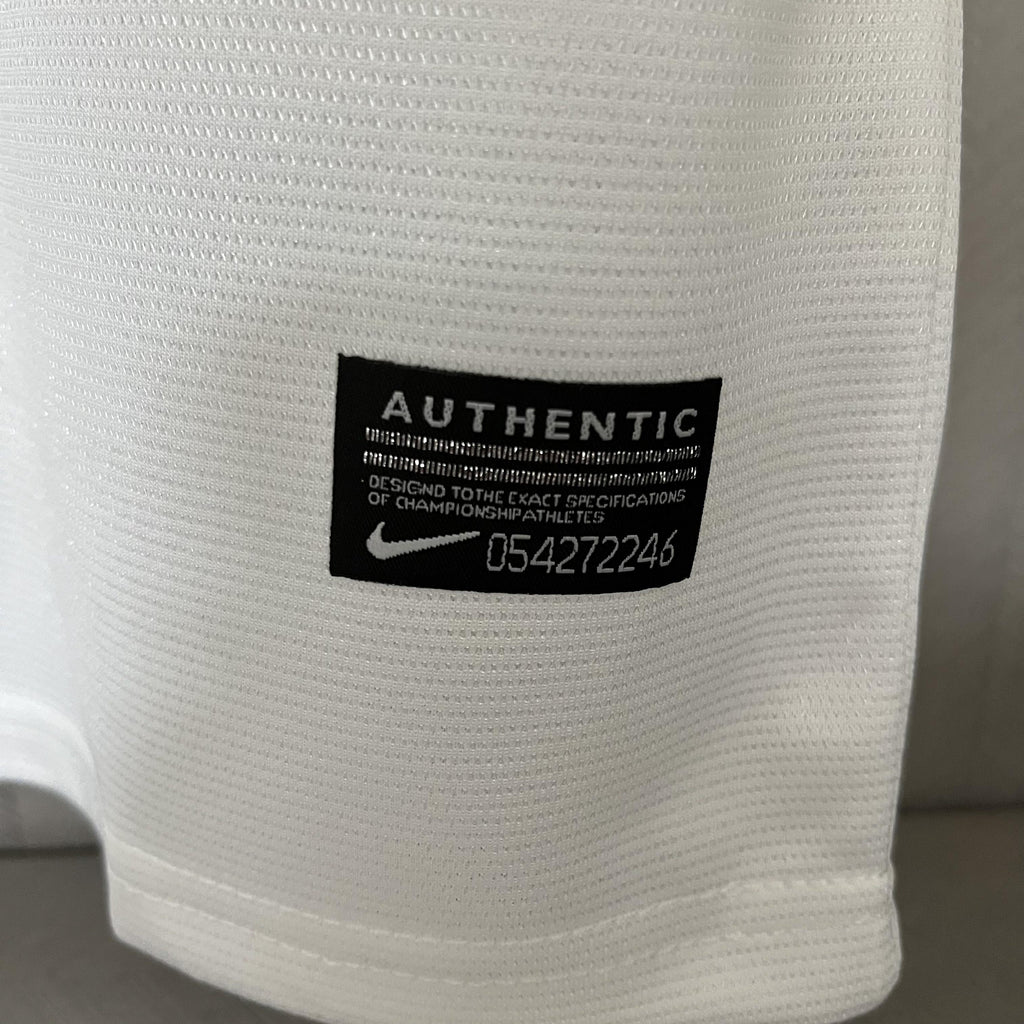 AUTHENTIC
DESIGND TOTHE EXACT SPECIFICATIONS
OF CHAMPIONSHIPATHLETES
054272246